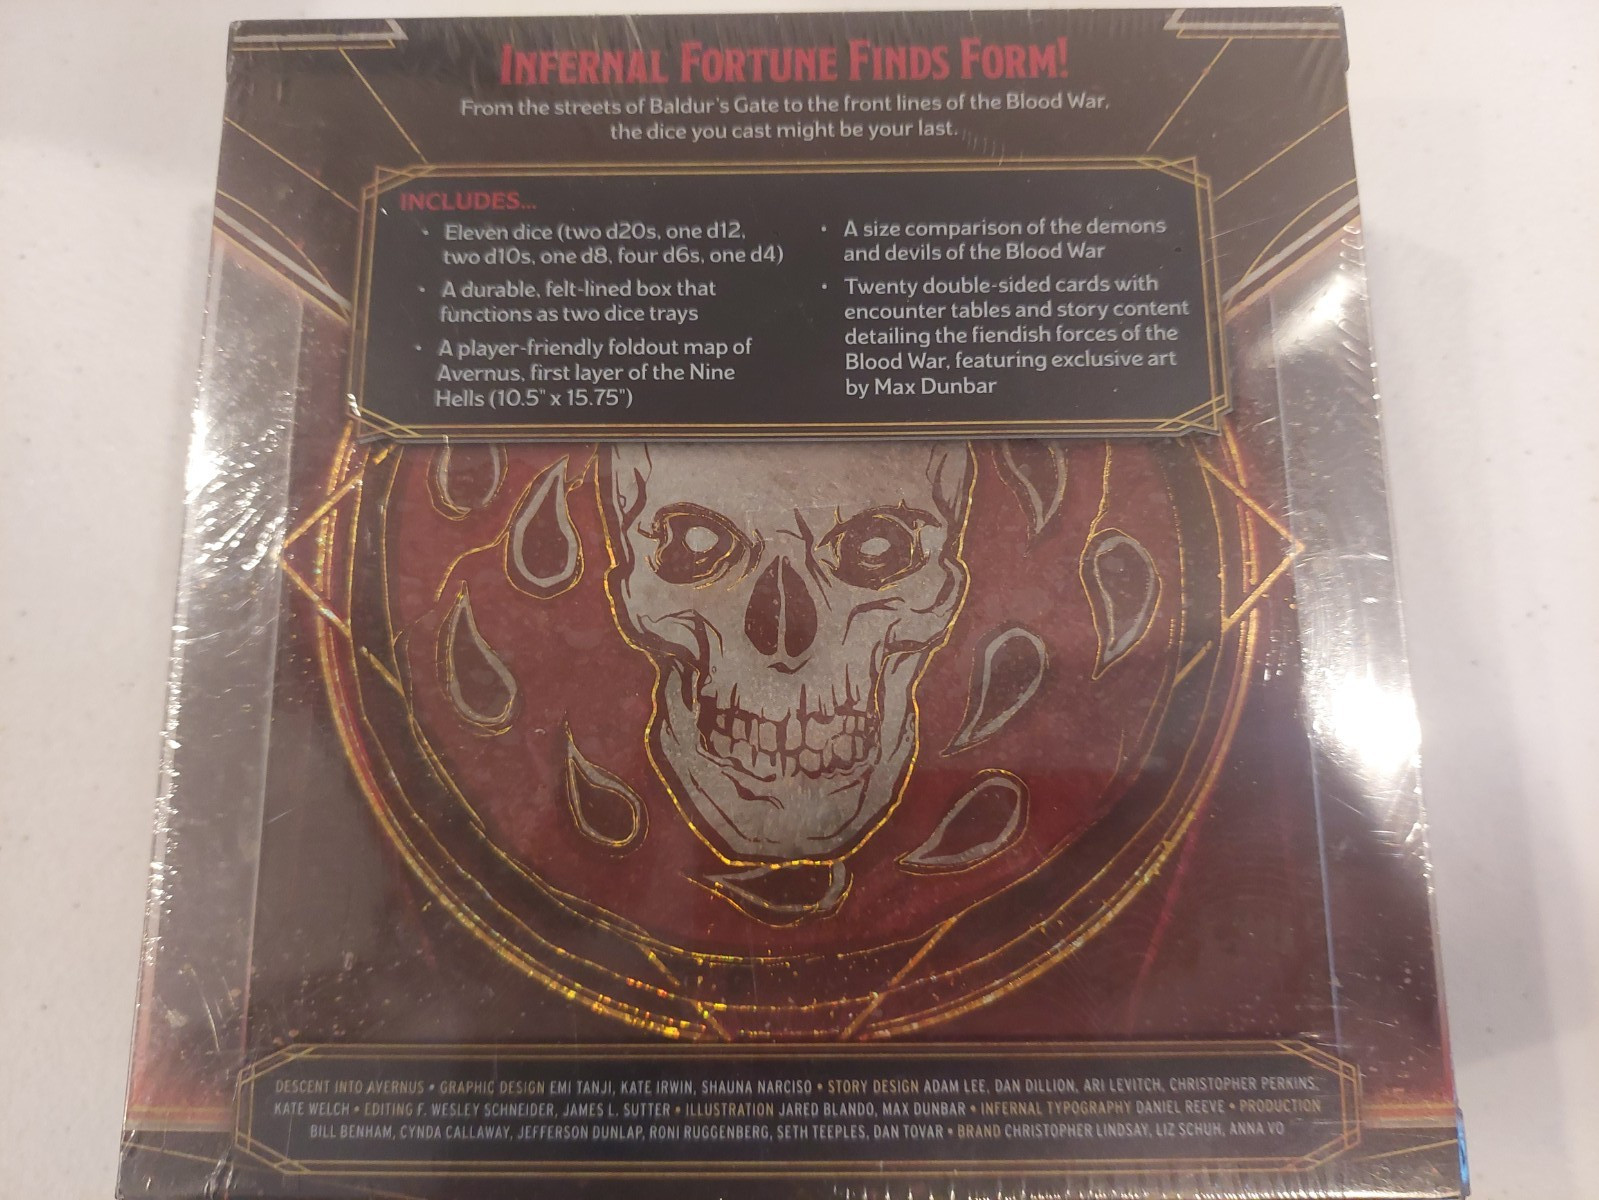 INFERNAL FORTUNE FINDS FORM!
From the streets of Baldur's Gate to the front lines of the Blood War,
the dice you cast might be your last.
INCLUDES...
• Eleven dice (two d20s, one d12,
two d10s, one d8, four d6s, one d4)
• A durable, felt-lined box that
functions as two dice trays
• A player-friendly foldout map of
Avernus, first layer of the Nine
Hells (10.5" x 15.75")
• A size comparison of the demons
and devils of the Blood War
• Twenty double-sided cards with
encounter tables and story content
detailing the fiendish forces of the
Blood War, featuring exclusive art
by Max Dunbar
DESCENT INTO AVERNUS • GRAPHIC DESIGN EMI TANJI, KATE IRWIN, SHAUNA NARCISO • STORY DESIGN ADAM LEE, DAN DILLION, ARI LEVITCH, CHRISTOPHER PERKINS,
KATE WELCH • EDITING F. WESLEY SCHNEIDER, JAMES L. SUTTER • ILLUSTRATION JARED BLANDO, MAX DUNBAR • INFERNAL TYPOGRAPHY DANIEL REEVE • PRODUCTION
BILL BENHAM, CYNDA CALLAWAY, JEFFERSON DUNLAP, RONI RUGGENBERG, SETH TEEPLES, DAN TOVAR • BRAND CHRISTOPHER LINDSAY, LIZ SCHUH, ANNA VO